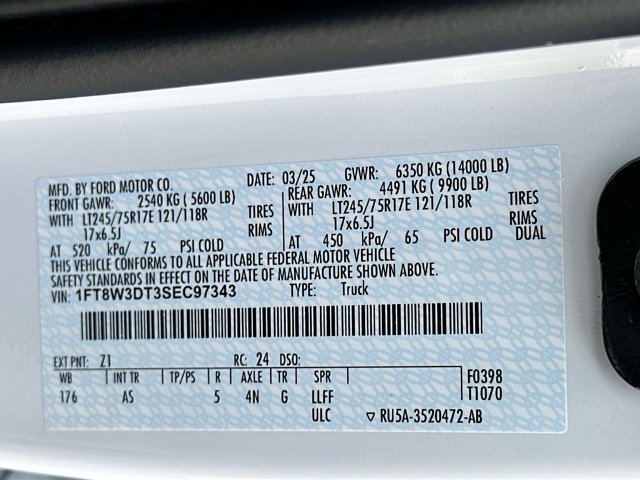 MFD. BY FORD MOTOR CO. DATE: 03/25 GVWR: 6350 KG (14000 LB)
FRONT GAWR: 2540 KG ( 5600 LB) REAR GAWR: 4491 KG ( 9900 LB)
WITH LT245/75R17E 121/118R TIRES WITH LT245/75R17E 121/118R TIRES
17x6.5J RIMS 17x6.5J RIMS
AT 520 kPa/ 75 PSI COLD AT 450 kPa/ 65 PSI COLD DUAL
THIS VEHICLE CONFORMS TO ALL APPLICABLE FEDERAL MOTOR VEHICLE
SAFETY STANDARDS IN EFFECT ON THE DATE OF MANUFACTURE SHOWN ABOVE.
VIN: 1FT8W3DT3SEC97343 TYPE: Truck
EXT PNT: Z1 RC: 24 DSO:
WB | INT TR | TP/PS | R | AXLE | TR | SPR F0398
176 AS 5 4N G LLFF T1070
ULC ▽ RU5A-3520472-AB